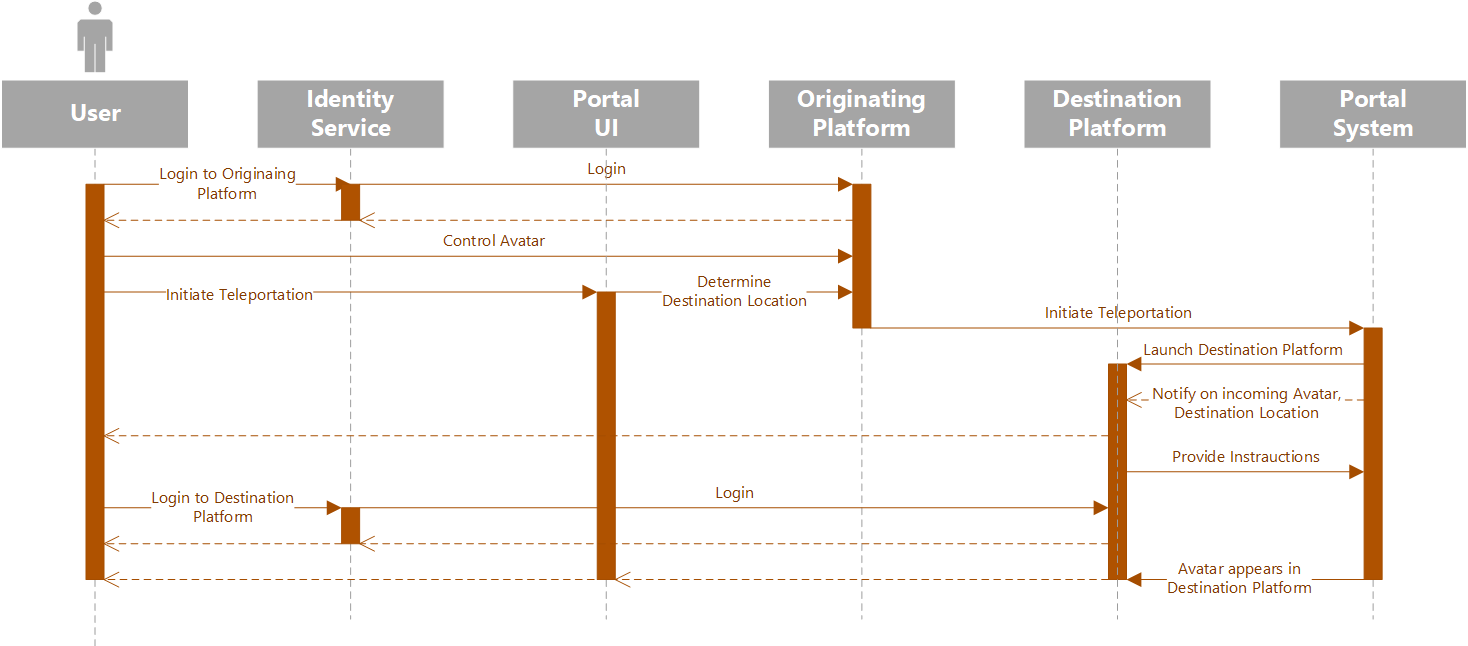 User
Identity
Service
Portal
UI
Originating
Platform
Destination
Platform
Portal
System
Login to Originaing
Platform
Login
Control Avatar
Initiate Teleportation
Determine
Destination Location
Initiate Teleportation
Launch Destination Platform
Notify on incoming Avatar,
Destination Location
Provide Instrauctions
Login to Destination
Platform
Login
Avatar appears in
Destination Platform